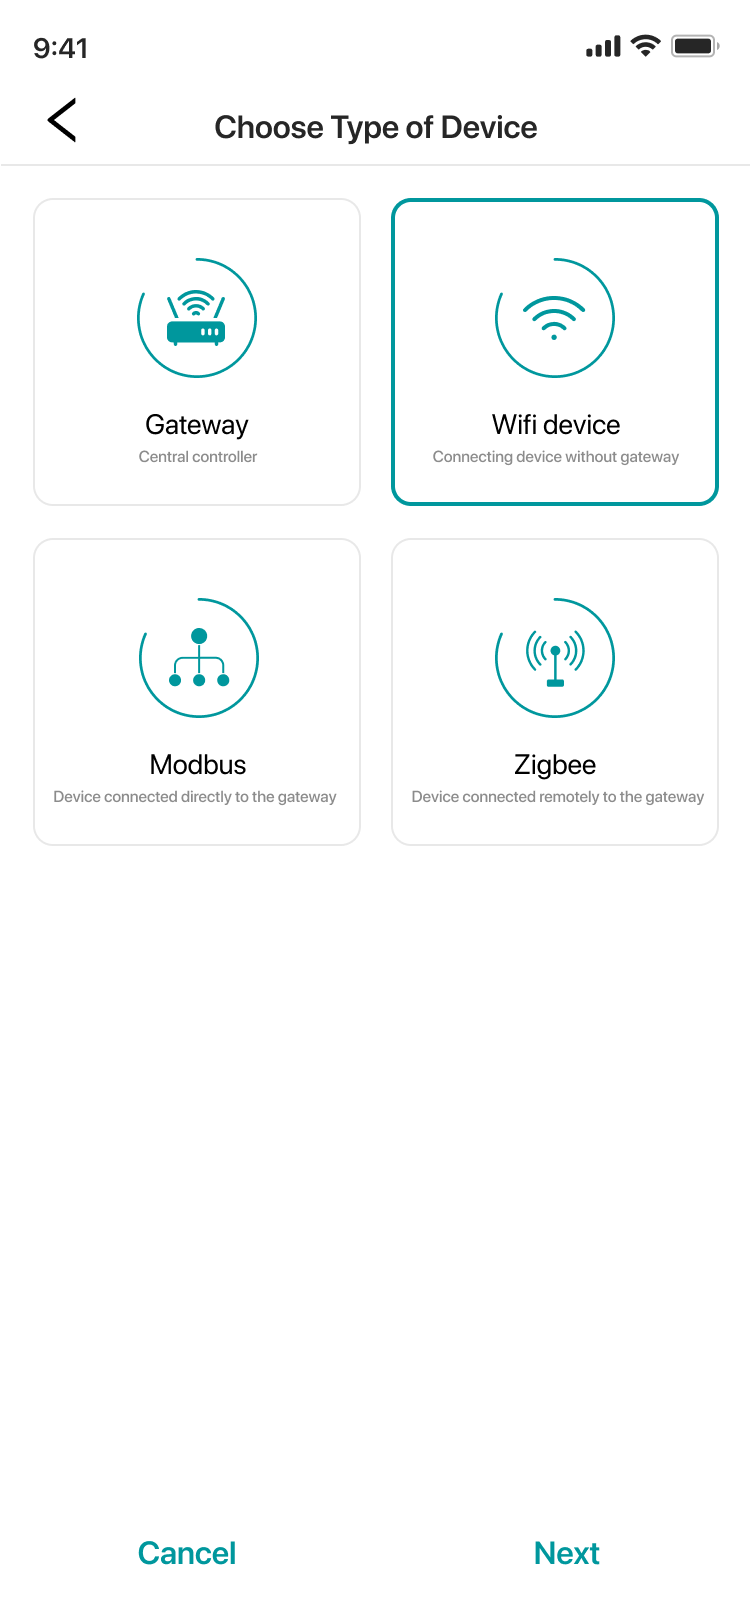 9:41
Choose Type of Device
Gateway
Central controller
Wifi device
Connecting device without gateway
Modbus
Device connected directly to the gateway
Zigbee
Device connected remotely to the gateway
Cancel
Next